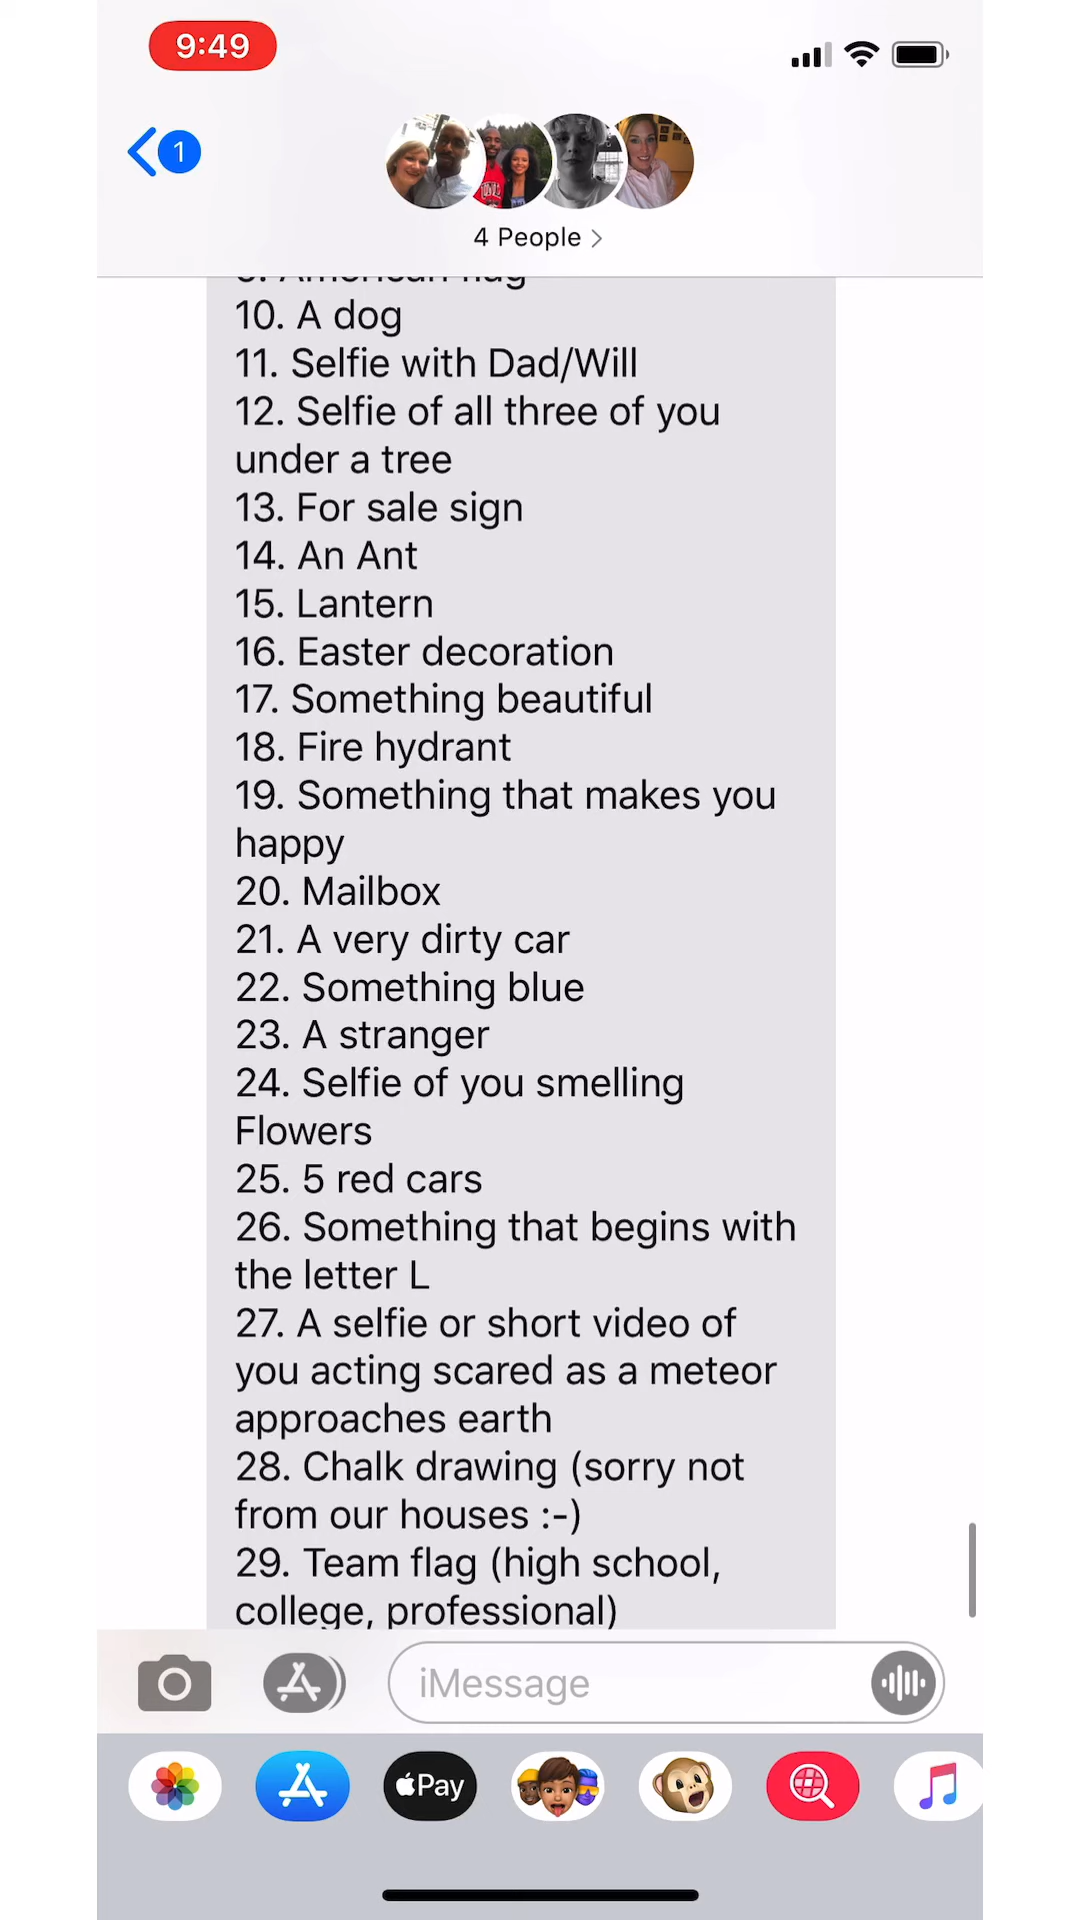 9:49
1
4 People
9. American flag
10. A dog
11. Selfie with Dad/Will
12. Selfie of all three of you
under a tree
13. For sale sign
14. An Ant
15. Lantern
16. Easter decoration
17. Something beautiful
18. Fire hydrant
19. Something that makes you
happy
20. Mailbox
21. A very dirty car
22. Something blue
23. A stranger
24. Selfie of you smelling
Flowers
25. 5 red cars
26. Something that begins with
the letter L
27. A selfie or short video of
you acting scared as a meteor
approaches earth
28. Chalk drawing (sorry not
from our houses :-)
29. Team flag (high school,
college, professional)
iMessage
Pay